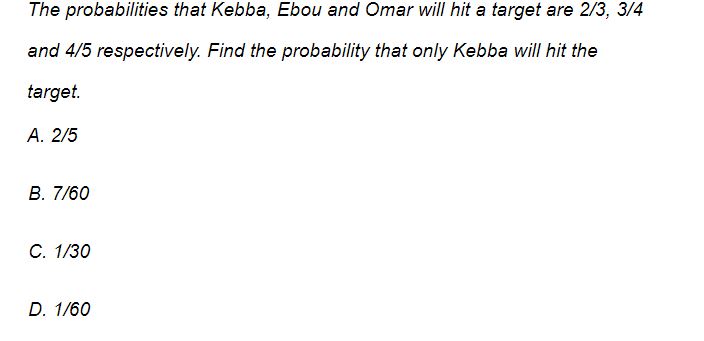 The probabilities that Kebba, Ebou and Omar will hit a target are 2/3, 3/4
and 4/5 respectively. Find the probability that only Kebba will hit the
target.
A. 2/5
B. 7/60
C. 1/30
D. 1/60